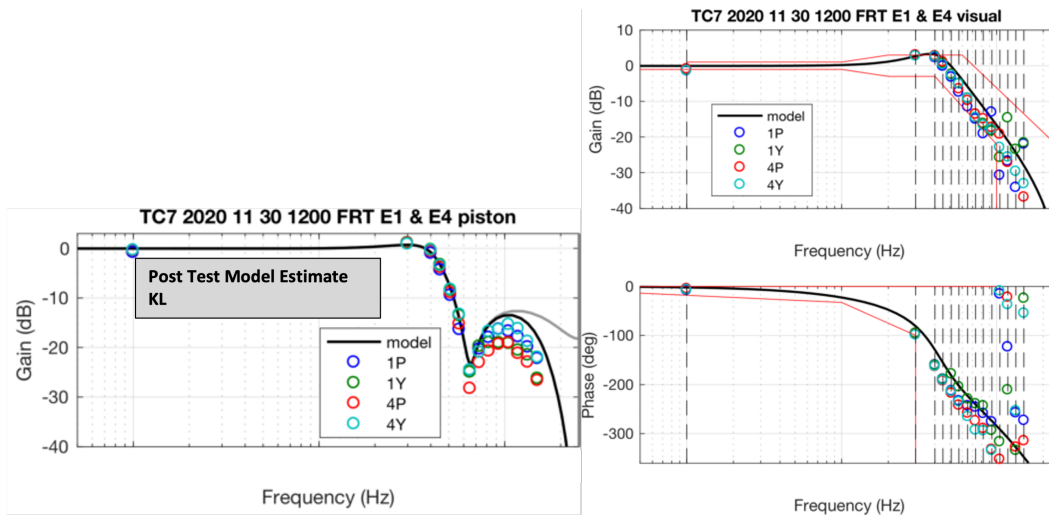 TC7 2020 11 30 1200 FRT E1 & E4 piston
0
-10
-20
-30
-40
Gain (dB)
Post Test Model Estimate
KL
model
1P
1Y
4P
4Y
Frequency (Hz)
TC7 2020 11 30 1200 FRT E1 & E4 visual
10
0
-10
-20
-30
-40
Gain (dB)
model
1P
1Y
4P
4Y
Frequency (Hz)
0
-100
-200
-300
Phase (deg)
Frequency (Hz)